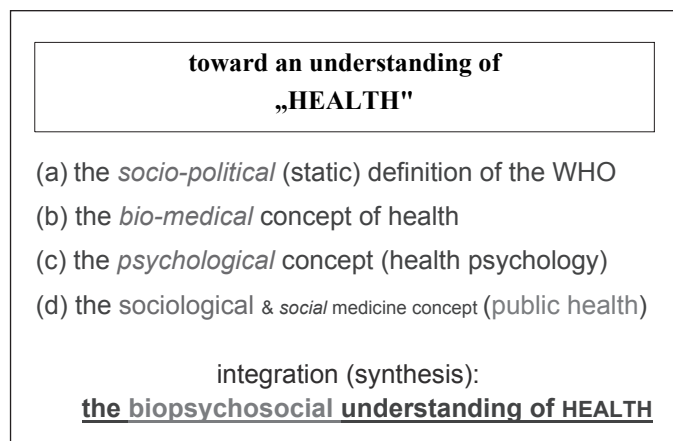 toward an understanding of
„HEALTH"
(a) the socio-political (static) definition of the WHO
(b) the bio-medical concept of health
(c) the psychological concept (health psychology)
(d) the sociological & social medicine concept (public health)
integration (synthesis):
the biopsychosocial understanding of HEALTH